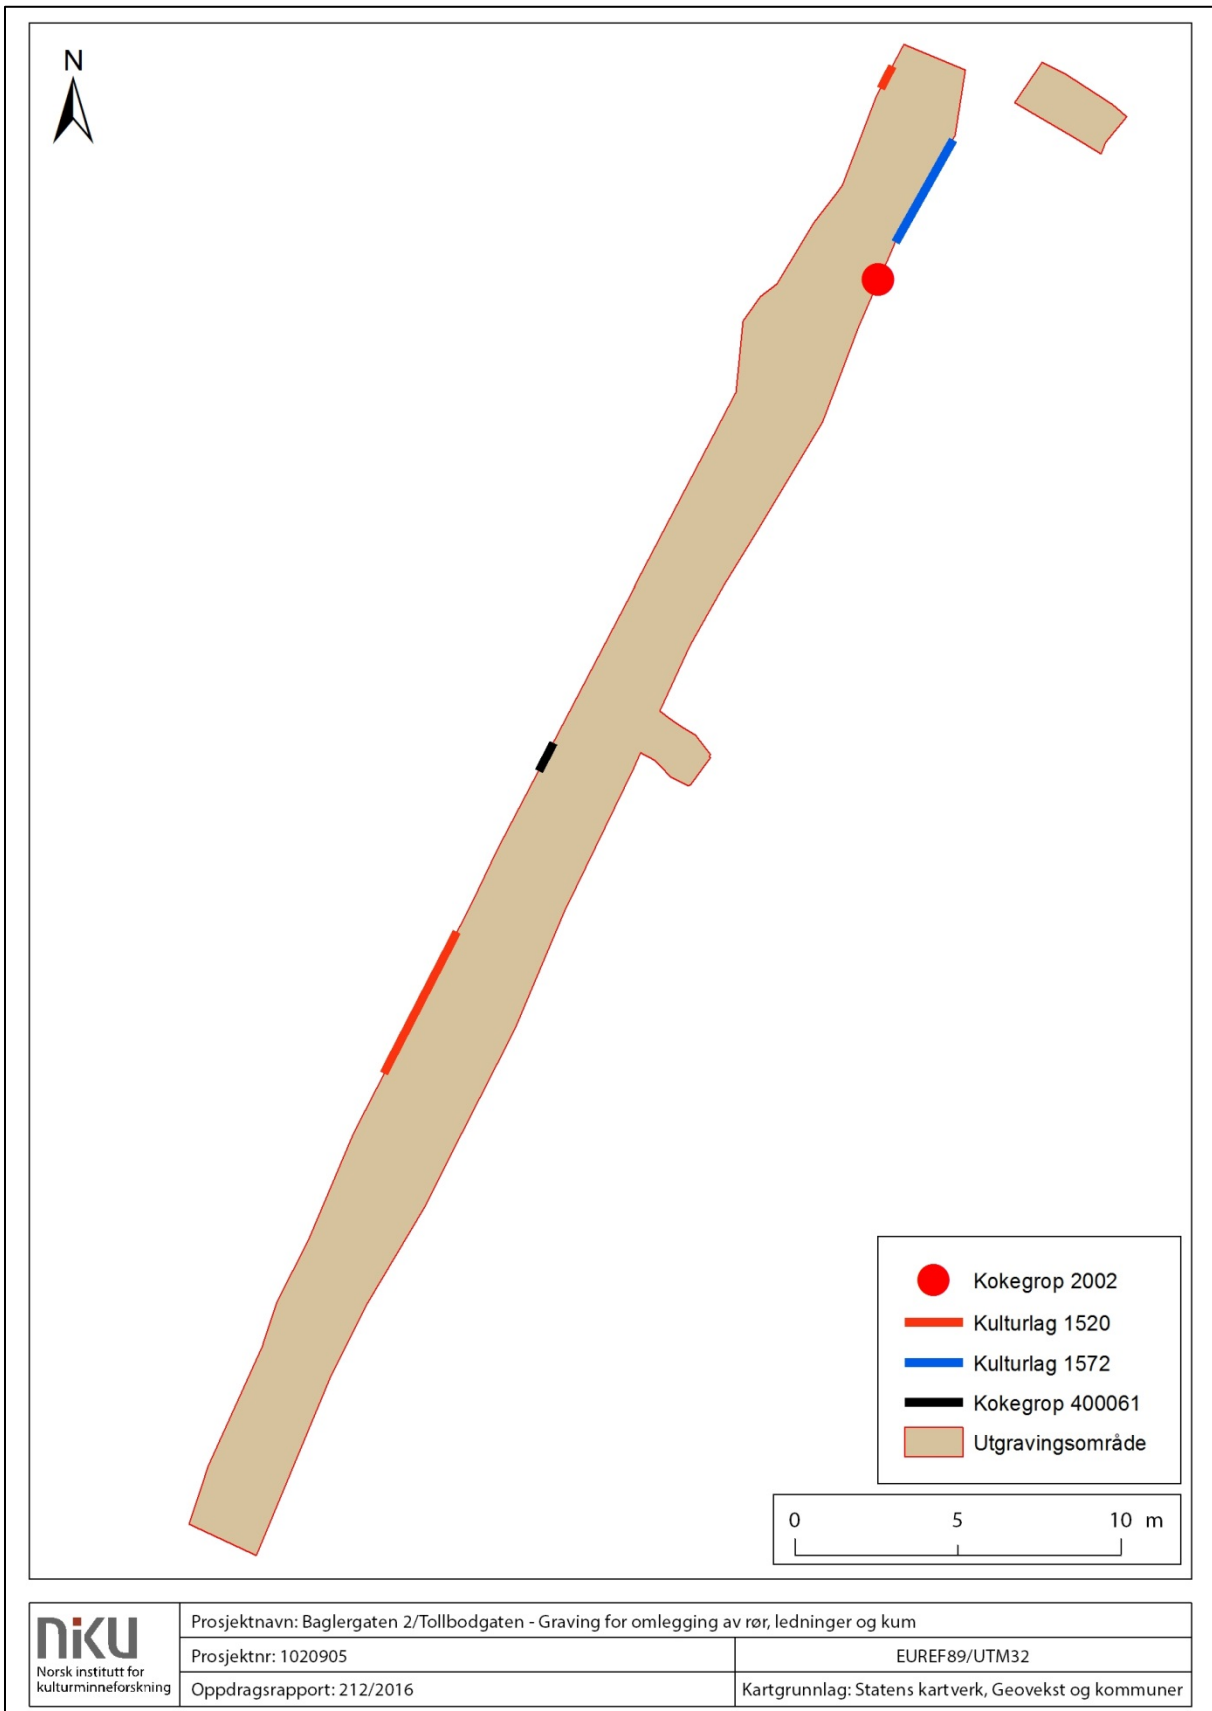 N
Kokegrop 2002
Kulturlag 1520
Kulturlag 1572
Kokegrop 400061
Utgravingsområde
0 5 10 m
niku
Norsk institutt for
kulturminneforskning
Prosjektnavn: Baglergaten 2/Tollbodgaten - Graving for omlegging av rør, ledninger og kum
Prosjektnr: 1020905
EUREF89/UTM32
Oppdragsrapport: 212/2016
Kartgrunnlag: Statens kartverk, Geovekst og kommuner